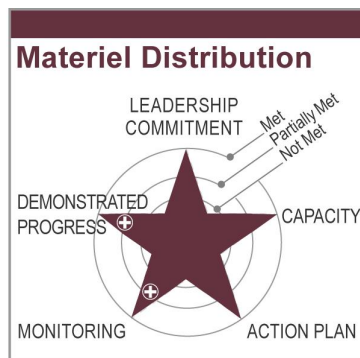 Materiel Distribution
LEADERSHIP
COMMITMENT
Met
Partially Met
Not Met
DEMONSTRATED
PROGRESS
CAPACITY
MONITORING
ACTION PLAN